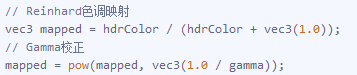 // Reinhard色调映射
vec3 mapped = hdrColor / (hdrColor + vec3(1.0));
// Gamma校正
mapped = pow(mapped, vec3(1.0 / gamma));